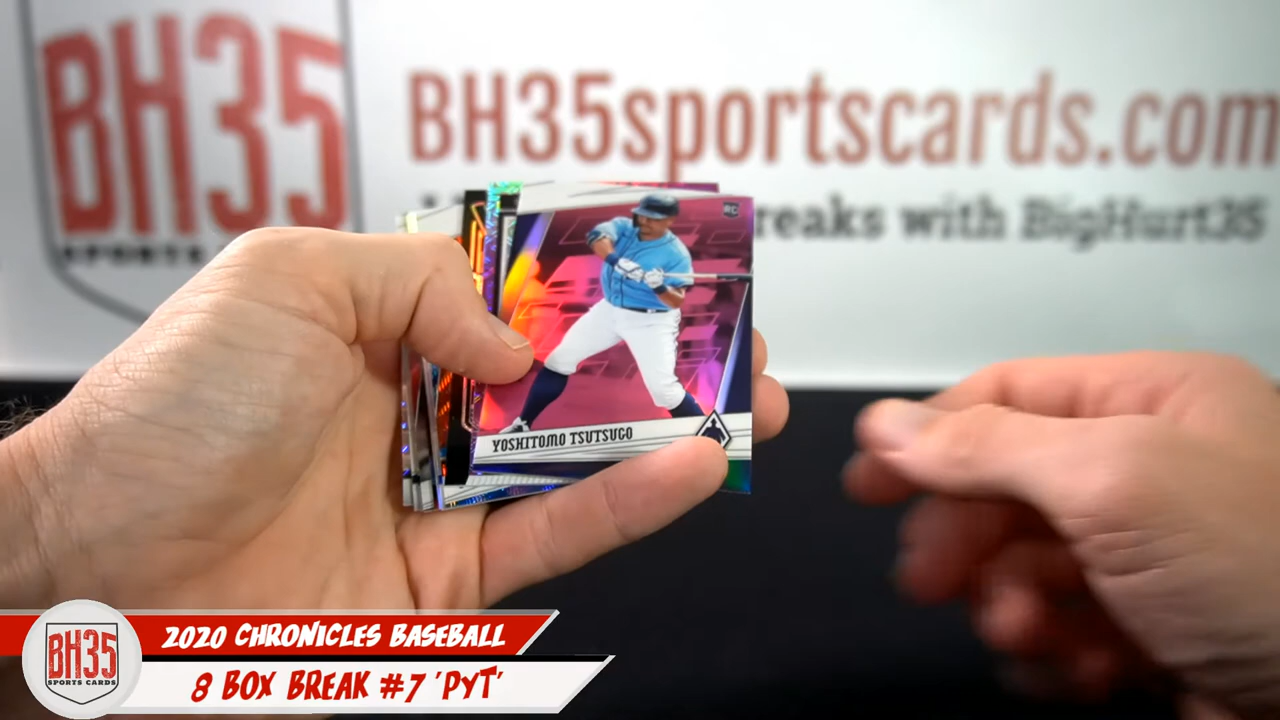 BH35
SPORTS
BH35sportscards.com
reaks with BigHurt35
RC
YOSHITOMO TSUTSUGO
BH35
SPORTS CARDS
2020 CHRONICLES BASEBALL
8 BOX BREAK #7 'PYT'